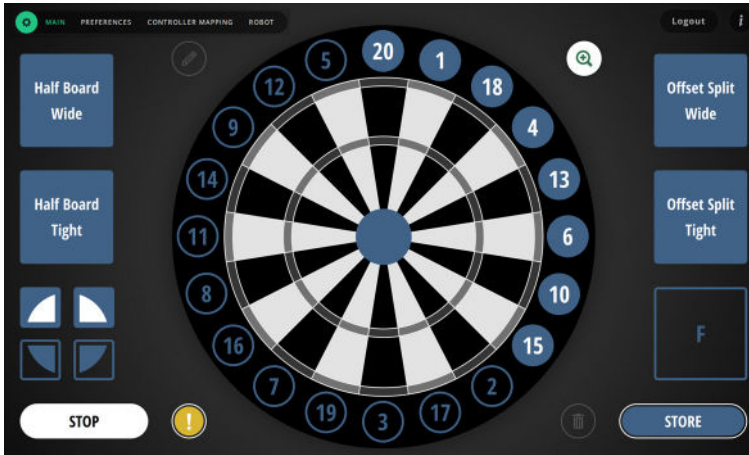 MAIN PREFERENCES CONTROLLER MAPPING ROBOT
Logout i
Half Board
Wide
Half Board
Tight
Offset Split
Wide
Offset Split
Tight
F
20
1
18
4
13
6
10
15
2
17
3
19
7
16
8
11
14
9
12
5
!
STOP
STORE